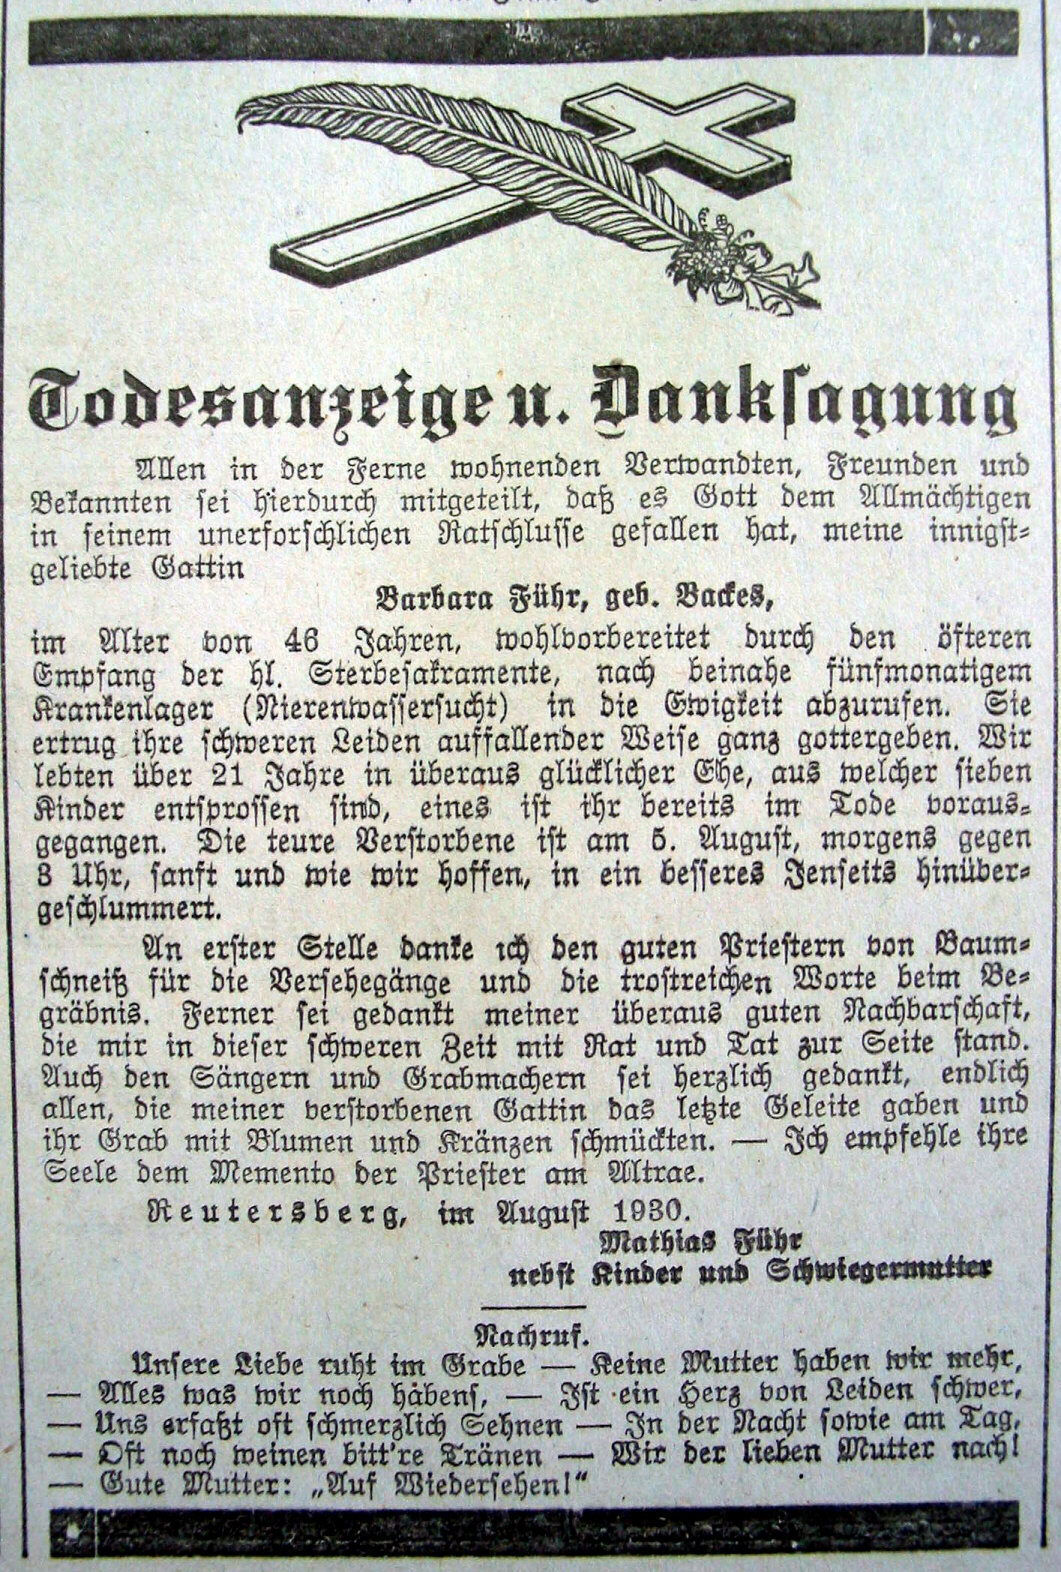 Todesanzeige u. Danksagung
Allen in der Ferne wohnenden Verwandten, Freunden und
Bekannten sei hierdurch mitgeteilt, daß es Gott dem Allmächtigen
in seinem unerforschlichen Ratschlusse gefallen hat, meine innigst-
geliebte Gattin
Barbara Führ, geb. Backes,
im Alter von 46 Jahren, wohlvorbereitet durch den öfteren
Empfang der hl. Sterbesakramente, nach beinahe fünfmonatigem
Krankenlager (Nierenwassersucht) in die Ewigkeit abzurufen. Sie
ertrug ihre schweren Leiden auffallender Weise ganz gottergeben. Wir
lebten über 21 Jahre in überaus glücklicher Ehe, aus welcher sieben
Kinder entsprossen sind, eines ist ihr bereits im Tode voraus-
gegangen. Die teure Verstorbene ist am 5. August, morgens gegen
3 Uhr, sanft und wie wir hoffen, in ein besseres Jenseits hinüber-
geschlummert.
An erster Stelle danke ich den guten Priestern von Baum-
schneiß für die Versehegänge und die trostreichen Worte beim Be-
gräbnis. Ferner sei gedankt meiner überaus guten Nachbarschaft,
die mir in dieser schweren Zeit mit Rat und Tat zur Seite stand.
Auch den Sängern und Grabmachern sei herzlich gedankt, endlich
allen, die meiner verstorbenen Gattin das letzte Geleite gaben und
ihr Grab mit Blumen und Kränzen schmückten. — Ich empfehle ihre
Seele dem Memento der Priester am Altrae.
Reutersberg, im August 1930.
Mathias Führ
nebst Kinder und Schwiegermutter
Nachruf.
Unsere Liebe ruht im Grabe — Keine Mutter haben wir mehr,
— Alles was wir noch habens, — Ist ein Herz von Leiden schwer,
— Uns erfaßt oft schmerzlich Sehnen — In der Nacht sowie am Tag,
— Oft noch weinen bitt're Tränen — Wir der lieben Mutter nach!
— Gute Mutter: „Auf Wiedersehen!“